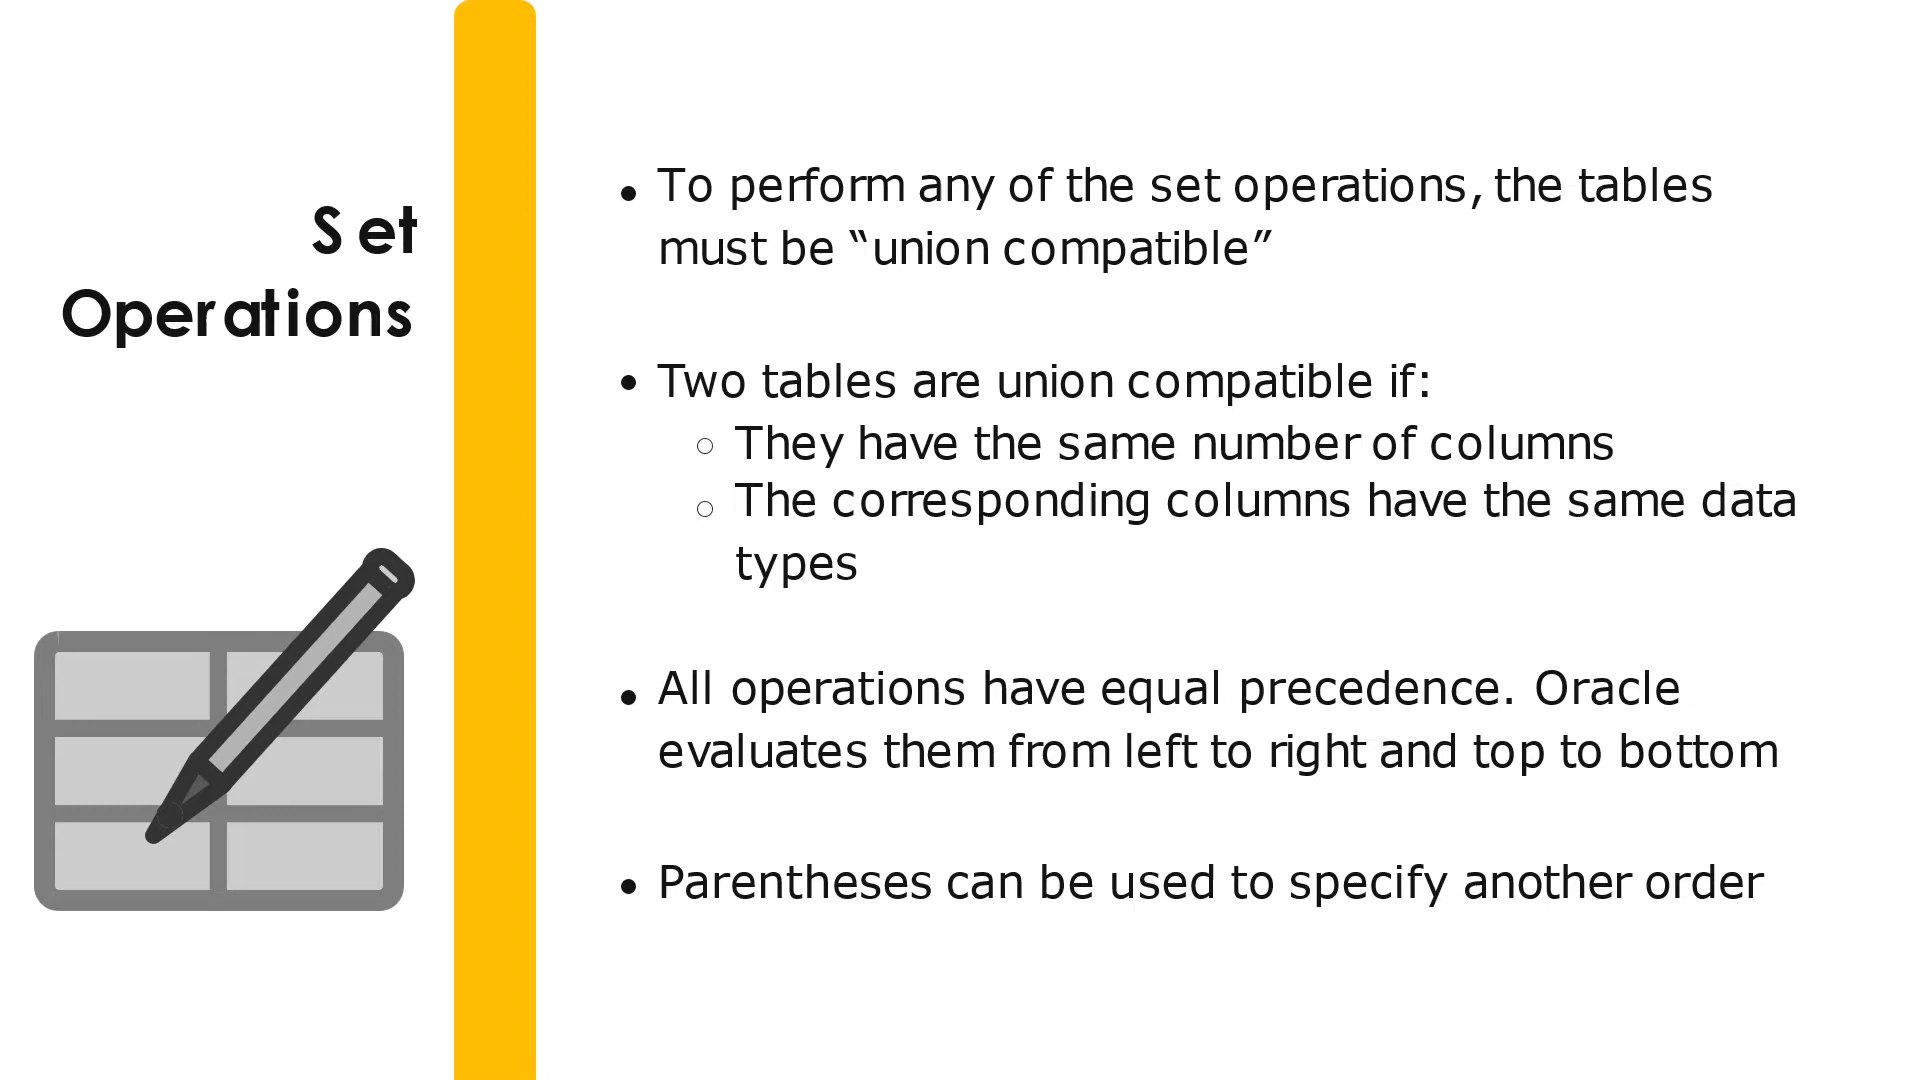 Set
Operations
• To perform any of the set operations, the tables
must be “union compatible”
• Two tables are union compatible if:
○ They have the same number of columns
○ The corresponding columns have the same data
types
• All operations have equal precedence. Oracle
evaluates them from left to right and top to bottom
• Parentheses can be used to specify another order